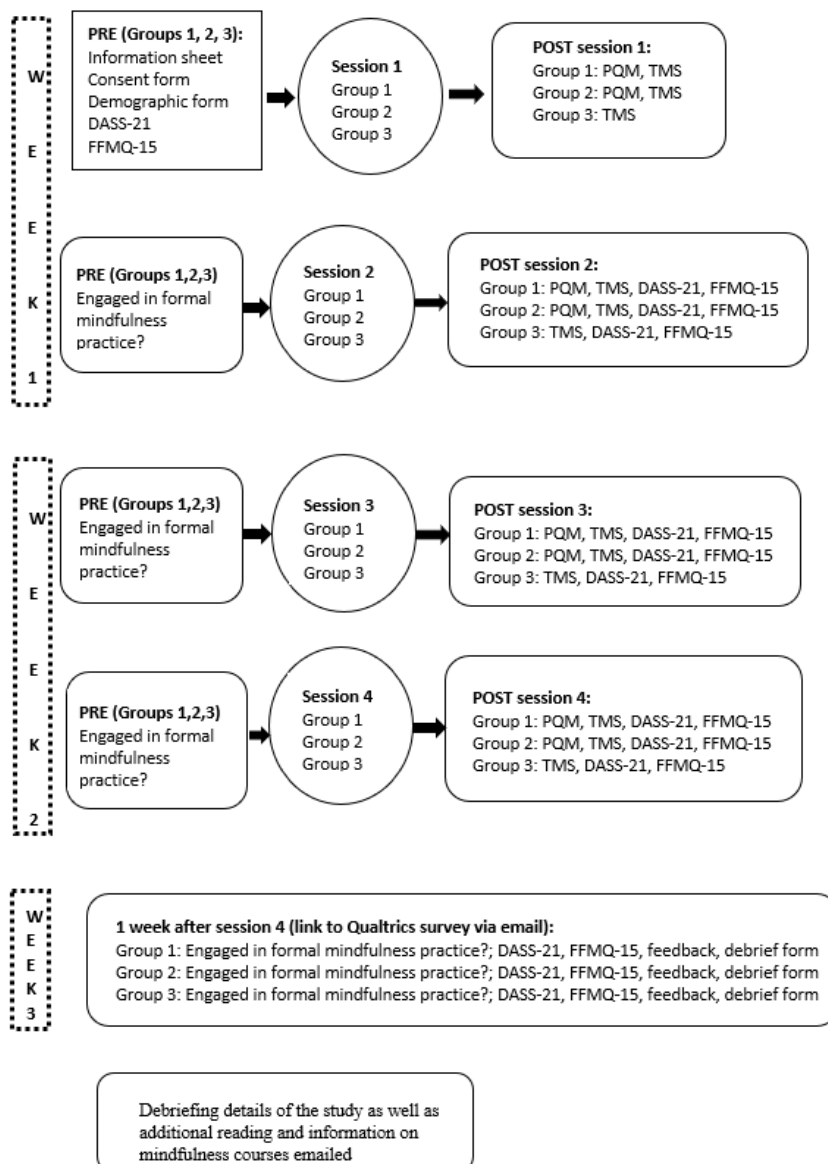 WEEK 1
PRE (Groups 1, 2, 3):
Information sheet
Consent form
Demographic form
DASS-21
FFMQ-15
Session 1
Group 1
Group 2
Group 3
POST session 1:
Group 1: PQM, TMS
Group 2: PQM, TMS
Group 3: TMS
PRE (Groups 1,2,3)
Engaged in formal
mindfulness
practice?
Session 2
Group 1
Group 2
Group 3
POST session 2:
Group 1: PQM, TMS, DASS-21, FFMQ-15
Group 2: PQM, TMS, DASS-21, FFMQ-15
Group 3: TMS, DASS-21, FFMQ-15
WEEK 2
PRE (Groups 1,2,3)
Engaged in formal
mindfulness
practice?
Session 3
Group 1
Group 2
Group 3
POST session 3:
Group 1: PQM, TMS, DASS-21, FFMQ-15
Group 2: PQM, TMS, DASS-21, FFMQ-15
Group 3: TMS, DASS-21, FFMQ-15
PRE (Groups 1,2,3)
Engaged in formal
mindfulness
practice?
Session 4
Group 1
Group 2
Group 3
POST session 4:
Group 1: PQM, TMS, DASS-21, FFMQ-15
Group 2: PQM, TMS, DASS-21, FFMQ-15
Group 3: TMS, DASS-21, FFMQ-15
WEEK3
1 week after session 4 (link to Qualtrics survey via email):
Group 1: Engaged in formal mindfulness practice?; DASS-21, FFMQ-15, feedback, debrief form
Group 2: Engaged in formal mindfulness practice?; DASS-21, FFMQ-15, feedback, debrief form
Group 3: Engaged in formal mindfulness practice?; DASS-21, FFMQ-15, feedback, debrief form
Debriefing details of the study as well as
additional reading and information on
mindfulness courses emailed